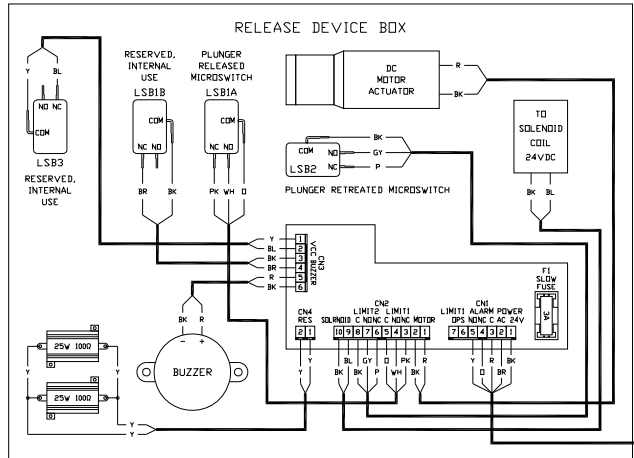 RELEASE DEVICE BOX
Y BL
NO NC
COM
LSB3
RESERVED,
INTERNAL
USE
RESERVED,
INTERNAL
USE
LSB1B
COM
NC NO
BR BK
PLUNGER
RELEASED
MICROSWITCH
LSB1A
COM
NC NO
PK WH O
DC
MOTOR
ACTUATOR
R
BK
COM
NO
NC
LSB2
BK
GY
P
PLUNGER RETREATED MICROSWITCH
TO
SOLENOID
COIL
24VDC
BK BL
Y 1
BL 2
BK 3
BR 4
R 5
BK 6
VCC BUZZER
CN3
F1
SLOW
FUSE
3A
CN4
RES
2 1
Y Y
CN2
LIMIT2 LIMIT1
SOLRNOID C NONC C NONC MOTOR
10 9 8 7 6 5 4 3 2 1
BL GY O PK R
BK BK P WH BK
CN1
LIMIT1 ALARM POWER
OPS NONC C AC 24V
7 6 5 4 3 2 1
Y R BK
O BR
BK R
- +
BUZZER
25W 100Ω
25W 100Ω
Y Y
Y
Y